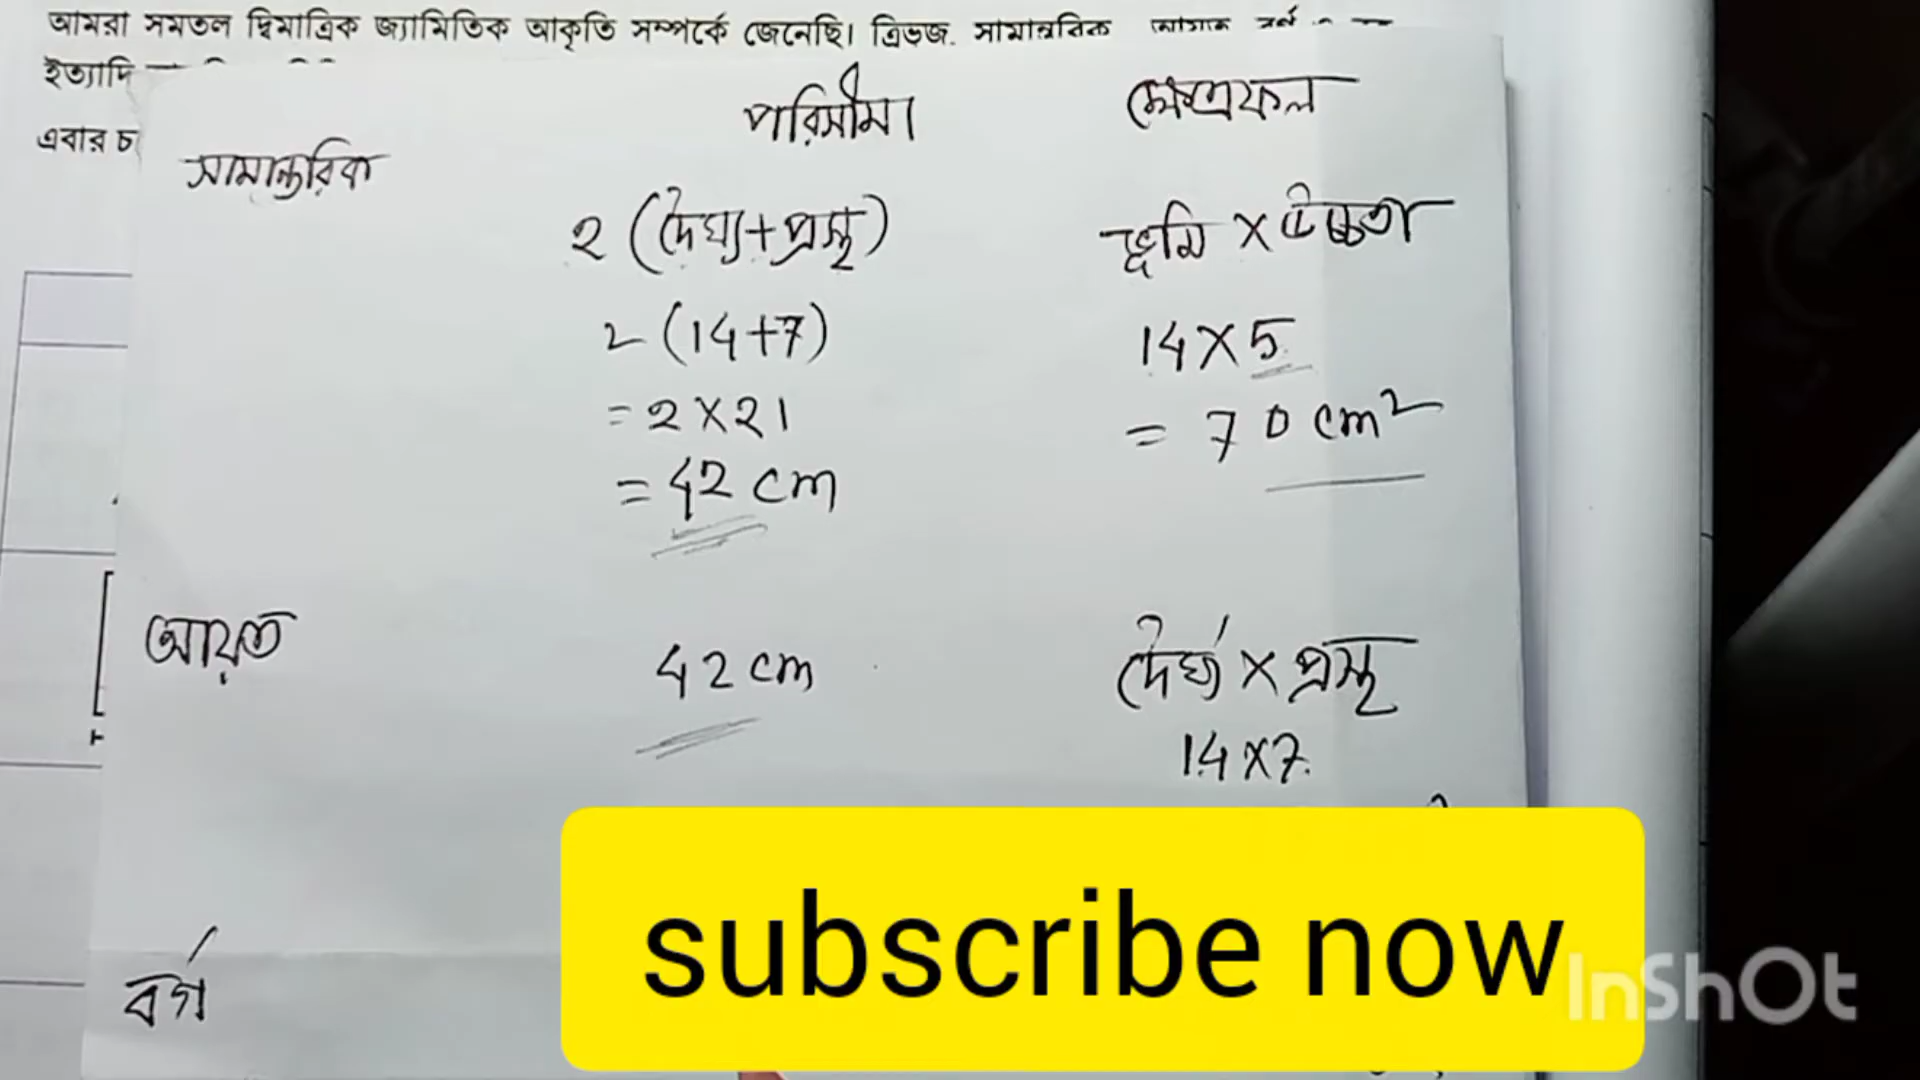 আমরা সমতল দ্বিমাত্রিক জ্যামিতিক আকৃতি সম্পর্কে জেনেছি। ত্রিভুজ, সামান্তরিক
ইত্যাদি
এবার চ
পরিসীমা ক্ষেত্রফল
সামান্তরিক
2 (দৈর্ঘ্য+প্রস্থ) ভূমি × উচ্চতা
2 (14+7) 14×5
= 2×21 = 70 cm²
= 42 cm
আয়ত 42 cm দৈর্ঘ্য × প্রস্থ
14×7
subscribe now
বর্গ
InShOt